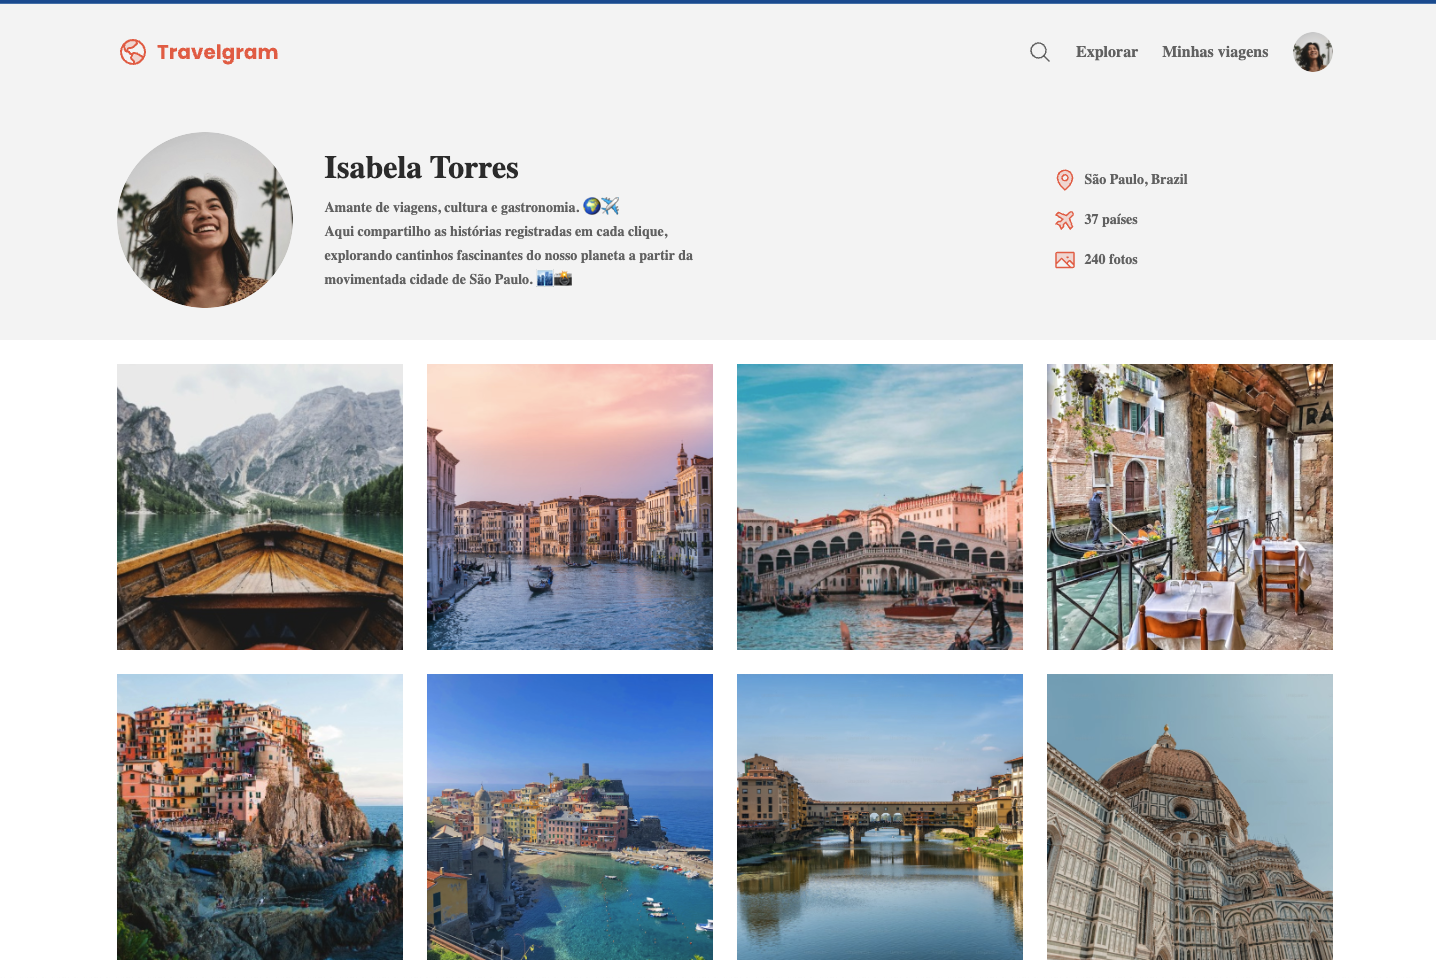 Travelgram
Explorar
Minhas viagens
Isabela Torres
Amante de viagens, cultura e gastronomia. 🌍✈️
Aqui compartilho as histórias registradas em cada clique,
explorando cantinhos fascinantes do nosso planeta a partir da
movimentada cidade de São Paulo. 🏙️📸
São Paulo, Brazil
37 países
240 fotos
TRA